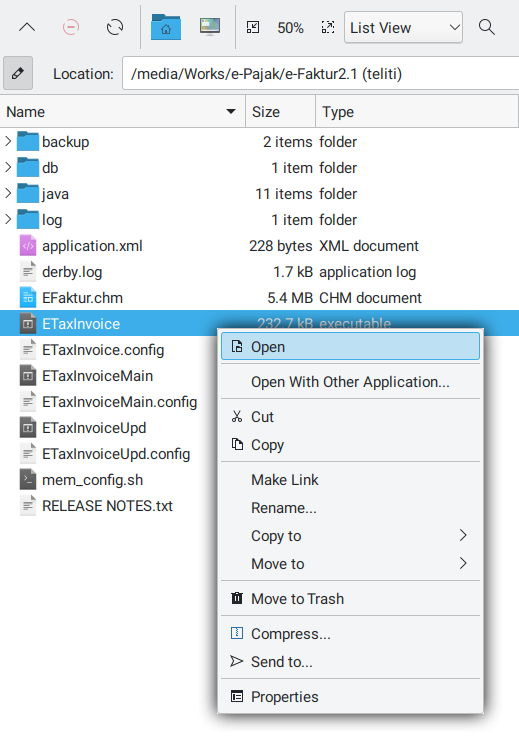 50% List View
Location: /media/Works/e-Pajak/e-Faktur2.1 (teliti)
Name Size Type
backup 2 items folder
db 1 item folder
java 11 items folder
log 1 item folder
application.xml 228 bytes XML document
derby.log 1.7 kB application log
EFaktur.chm 5.4 MB CHM document
ETaxInvoice 232.7 kB executable
ETaxInvoice.config
ETaxInvoiceMain
ETaxInvoiceMain.config
ETaxInvoiceUpd
ETaxInvoiceUpd.config
mem_config.sh
RELEASE NOTES.txt
Open
Open With Other Application...
Cut
Copy
Make Link
Rename...
Copy to
Move to
Move to Trash
Compress...
Send to...
Properties